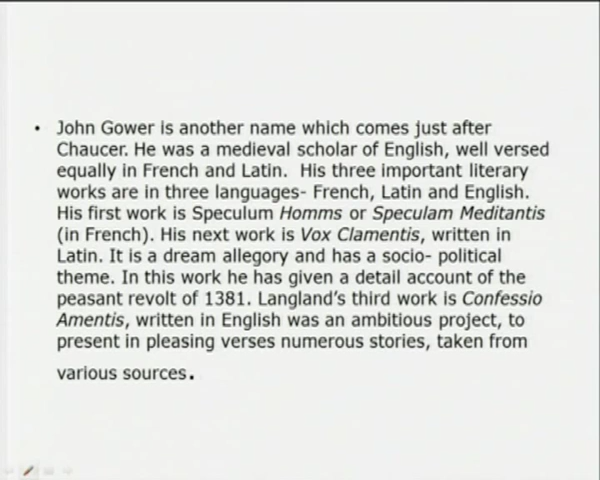 • John Gower is another name which comes just after
Chaucer. He was a medieval scholar of English, well versed
equally in French and Latin. His three important literary
works are in three languages- French, Latin and English.
His first work is Speculum Homms or Speculam Meditantis
(in French). His next work is Vox Clamentis, written in
Latin. It is a dream allegory and has a socio- political
theme. In this work he has given a detail account of the
peasant revolt of 1381. Langland's third work is Confessio
Amentis, written in English was an ambitious project, to
present in pleasing verses numerous stories, taken from
various sources.